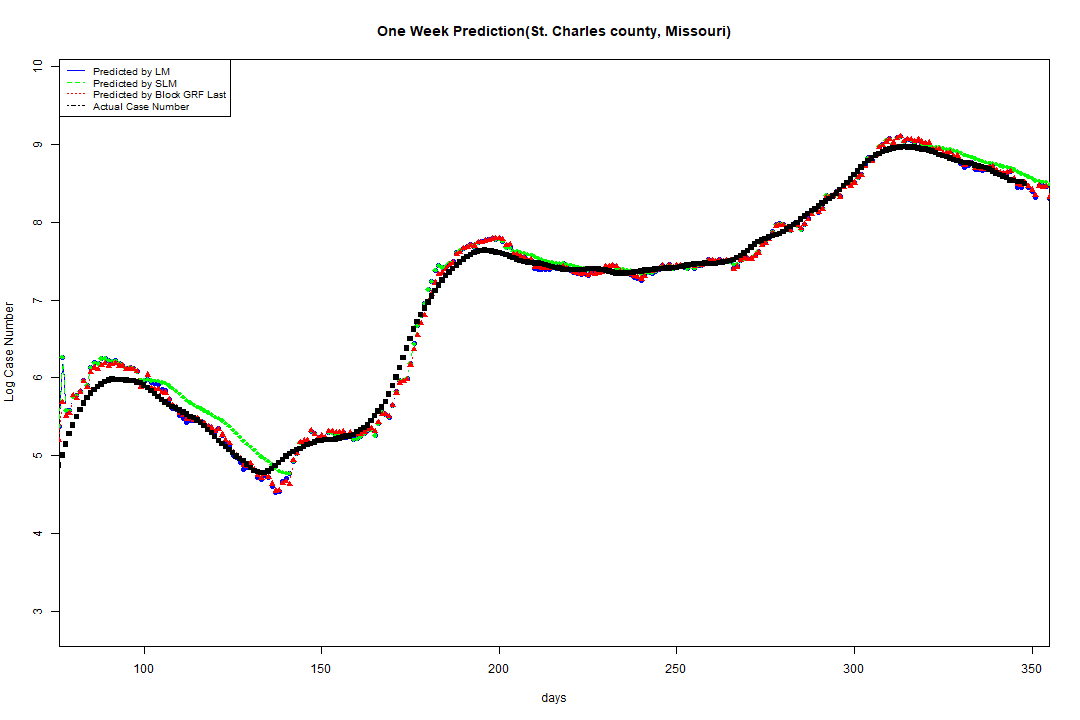 One Week Prediction(St. Charles county, Missouri)
Predicted by LM
Predicted by SLM
Predicted by Block GRF Last
Actual Case Number
10
9
8
7
6
5
4
3
Log Case Number
100 150 200 250 300 350
days